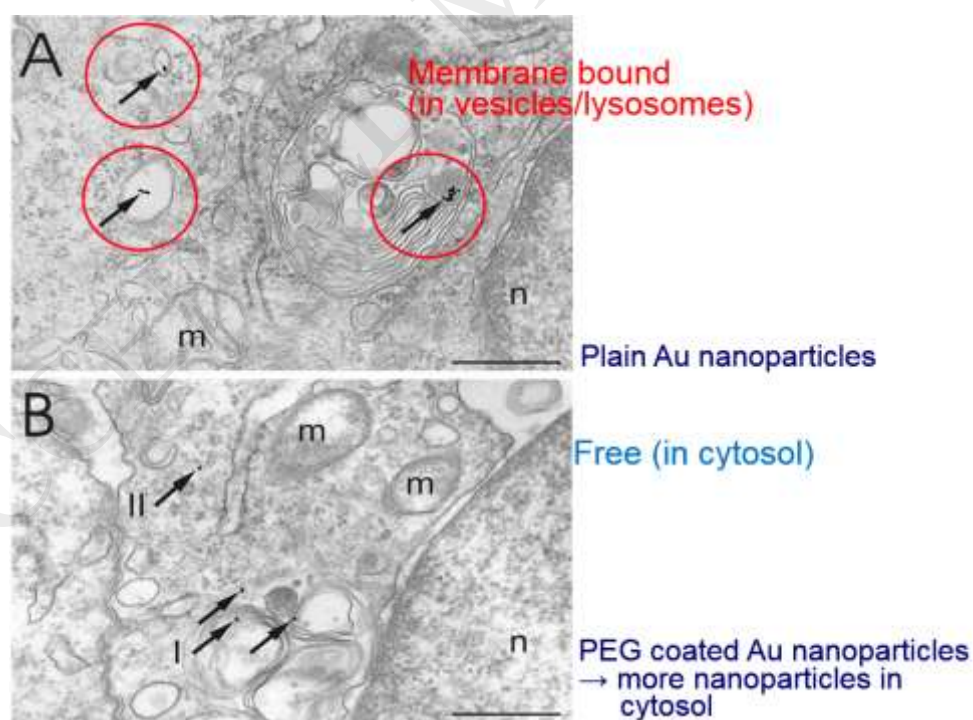 A
Membrane bound
(in vesicles/lysosomes)
n
m
Plain Au nanoparticles
B
m
Free (in cytosol)
m
II
I
n
PEG coated Au nanoparticles
→ more nanoparticles in
cytosol